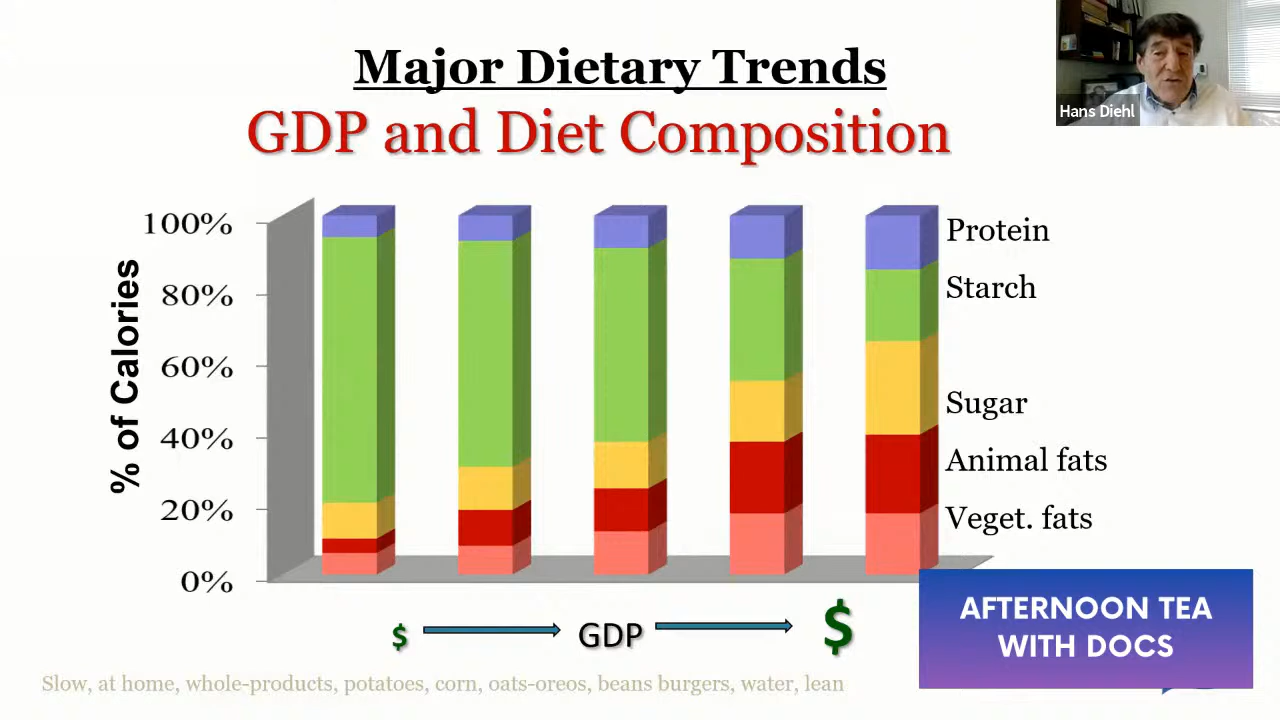 Major Dietary Trends
GDP and Diet Composition
Hans Diehl
% of Calories
100%
80%
60%
40%
20%
0%
Protein
Starch
Sugar
Animal fats
Veget. fats
$ GDP $
AFTERNOON TEA
WITH DOCS
Slow, at home, whole-products, potatoes, corn, oats-oreos, beans burgers, water, lean